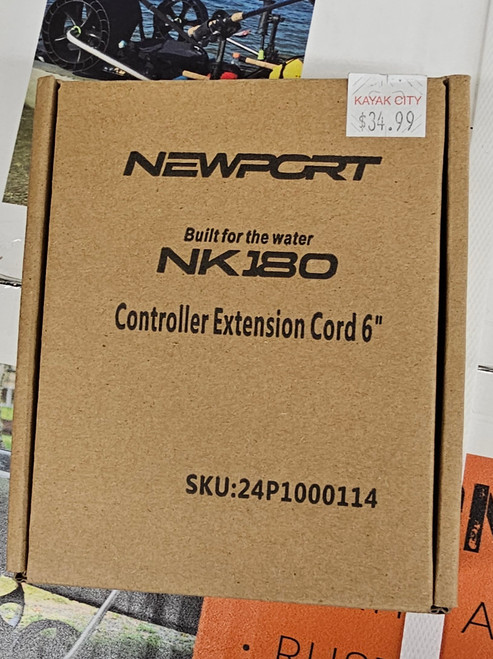 KAYAK CITY
$34.99
NEWPORT
Built for the water
NK180
Controller Extension Cord 6"
SKU:24P1000114